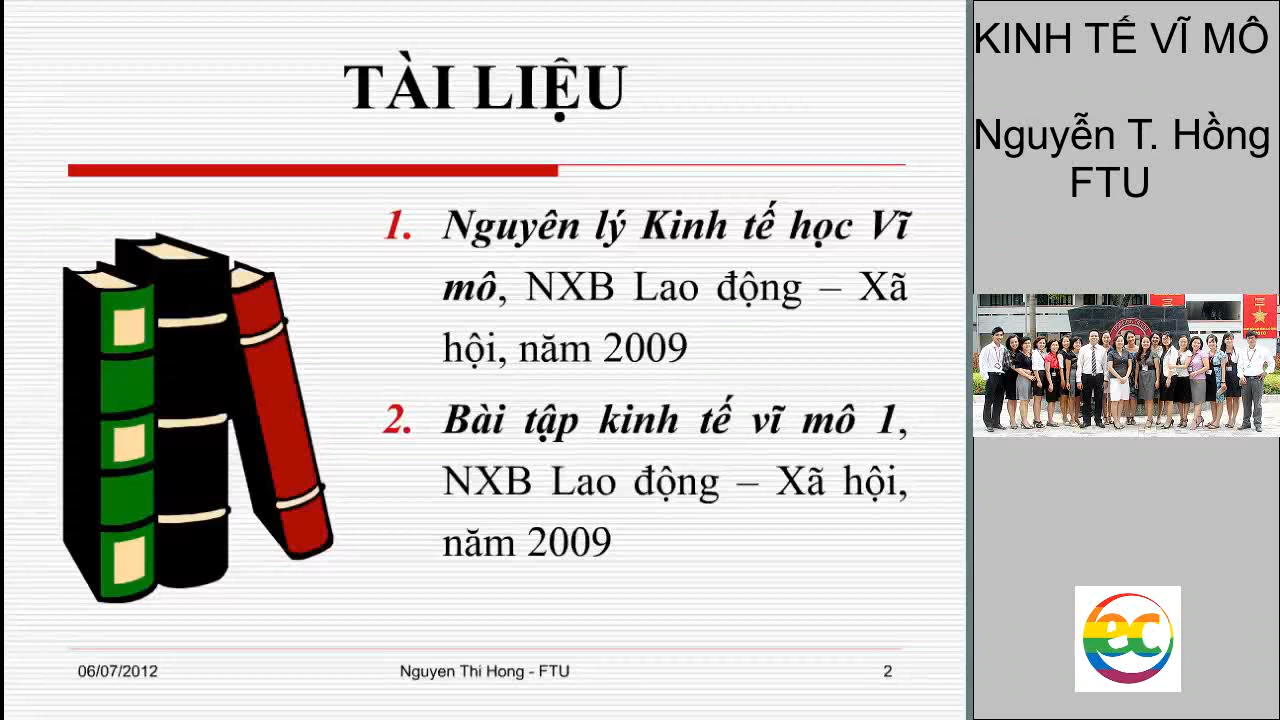 TÀI LIỆU
1. Nguyên lý Kinh tế học Vĩ
mô, NXB Lao động – Xã
hội, năm 2009
2. Bài tập kinh tế vĩ mô 1,
NXB Lao động – Xã hội,
năm 2009
06/07/2012
Nguyen Thi Hong - FTU
2
KINH TẾ VĨ MÔ
Nguyễn T. Hồng
FTU
ec